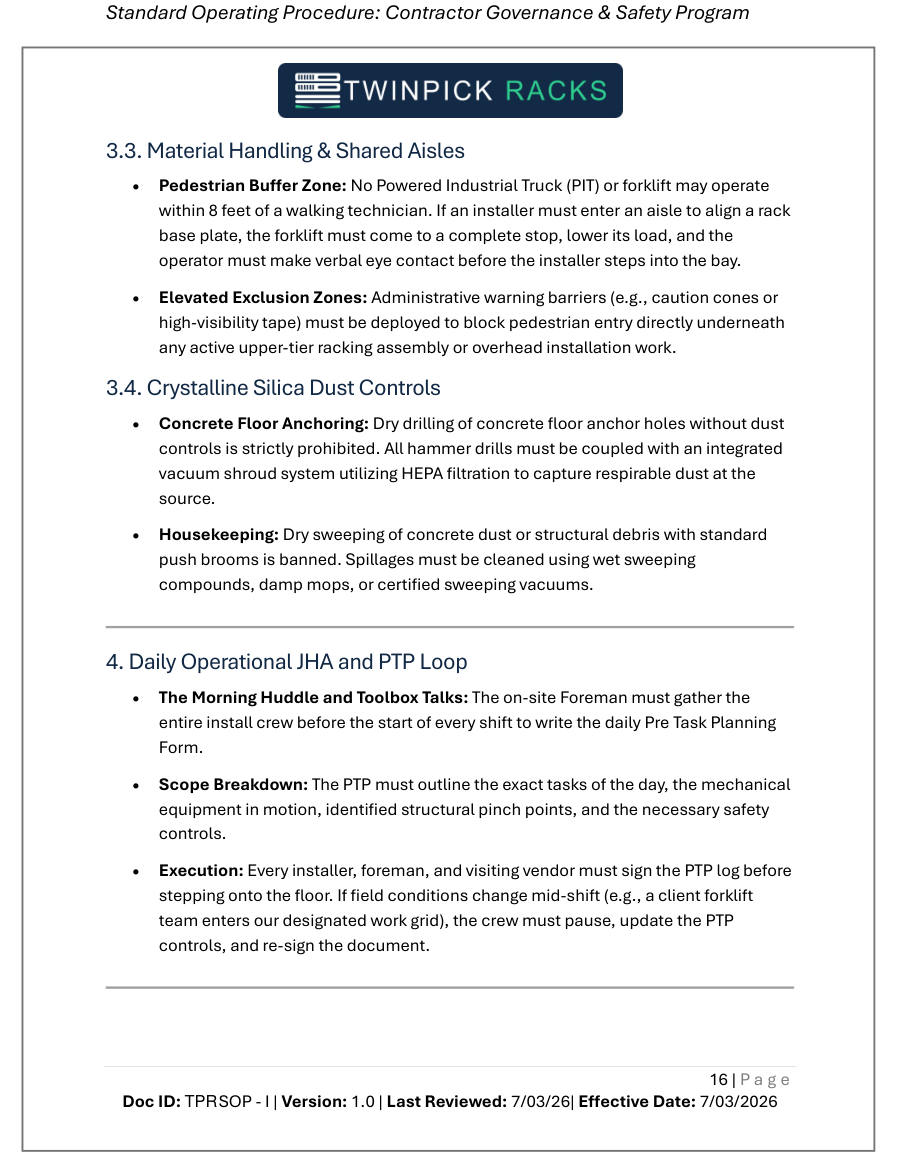 Standard Operating Procedure: Contractor Governance & Safety Program
TWINPICK RACKS
3.3. Material Handling & Shared Aisles
• Pedestrian Buffer Zone: No Powered Industrial Truck (PIT) or forklift may operate
within 8 feet of a walking technician. If an installer must enter an aisle to align a rack
base plate, the forklift must come to a complete stop, lower its load, and the
operator must make verbal eye contact before the installer steps into the bay.
• Elevated Exclusion Zones: Administrative warning barriers (e.g., caution cones or
high-visibility tape) must be deployed to block pedestrian entry directly underneath
any active upper-tier racking assembly or overhead installation work.
3.4. Crystalline Silica Dust Controls
• Concrete Floor Anchoring: Dry drilling of concrete floor anchor holes without dust
controls is strictly prohibited. All hammer drills must be coupled with an integrated
vacuum shroud system utilizing HEPA filtration to capture respirable dust at the
source.
• Housekeeping: Dry sweeping of concrete dust or structural debris with standard
push brooms is banned. Spillages must be cleaned using wet sweeping
compounds, damp mops, or certified sweeping vacuums.
4. Daily Operational JHA and PTP Loop
• The Morning Huddle and Toolbox Talks: The on-site Foreman must gather the
entire install crew before the start of every shift to write the daily Pre Task Planning
Form.
• Scope Breakdown: The PTP must outline the exact tasks of the day, the mechanical
equipment in motion, identified structural pinch points, and the necessary safety
controls.
• Execution: Every installer, foreman, and visiting vendor must sign the PTP log before
stepping onto the floor. If field conditions change mid-shift (e.g., a client forklift
team enters our designated work grid), the crew must pause, update the PTP
controls, and re-sign the document.
16 | Page
Doc ID: TPRSOP - I | Version: 1.0 | Last Reviewed: 7/03/26| Effective Date: 7/03/2026